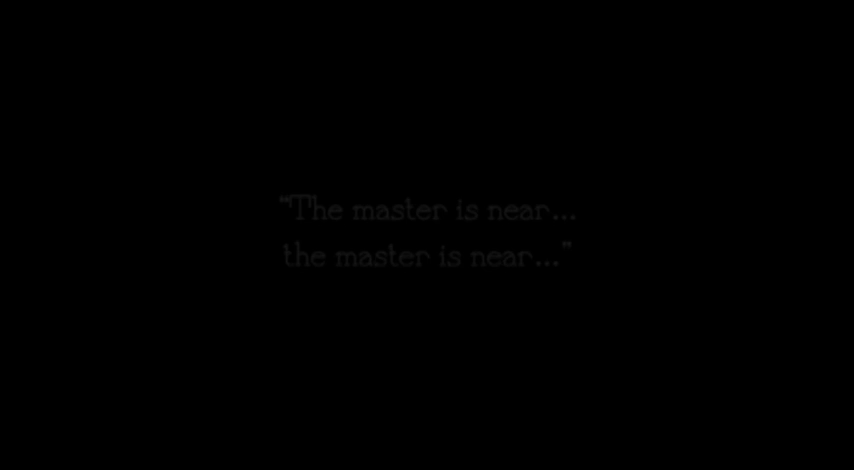 “The master is near...
the master is near...”